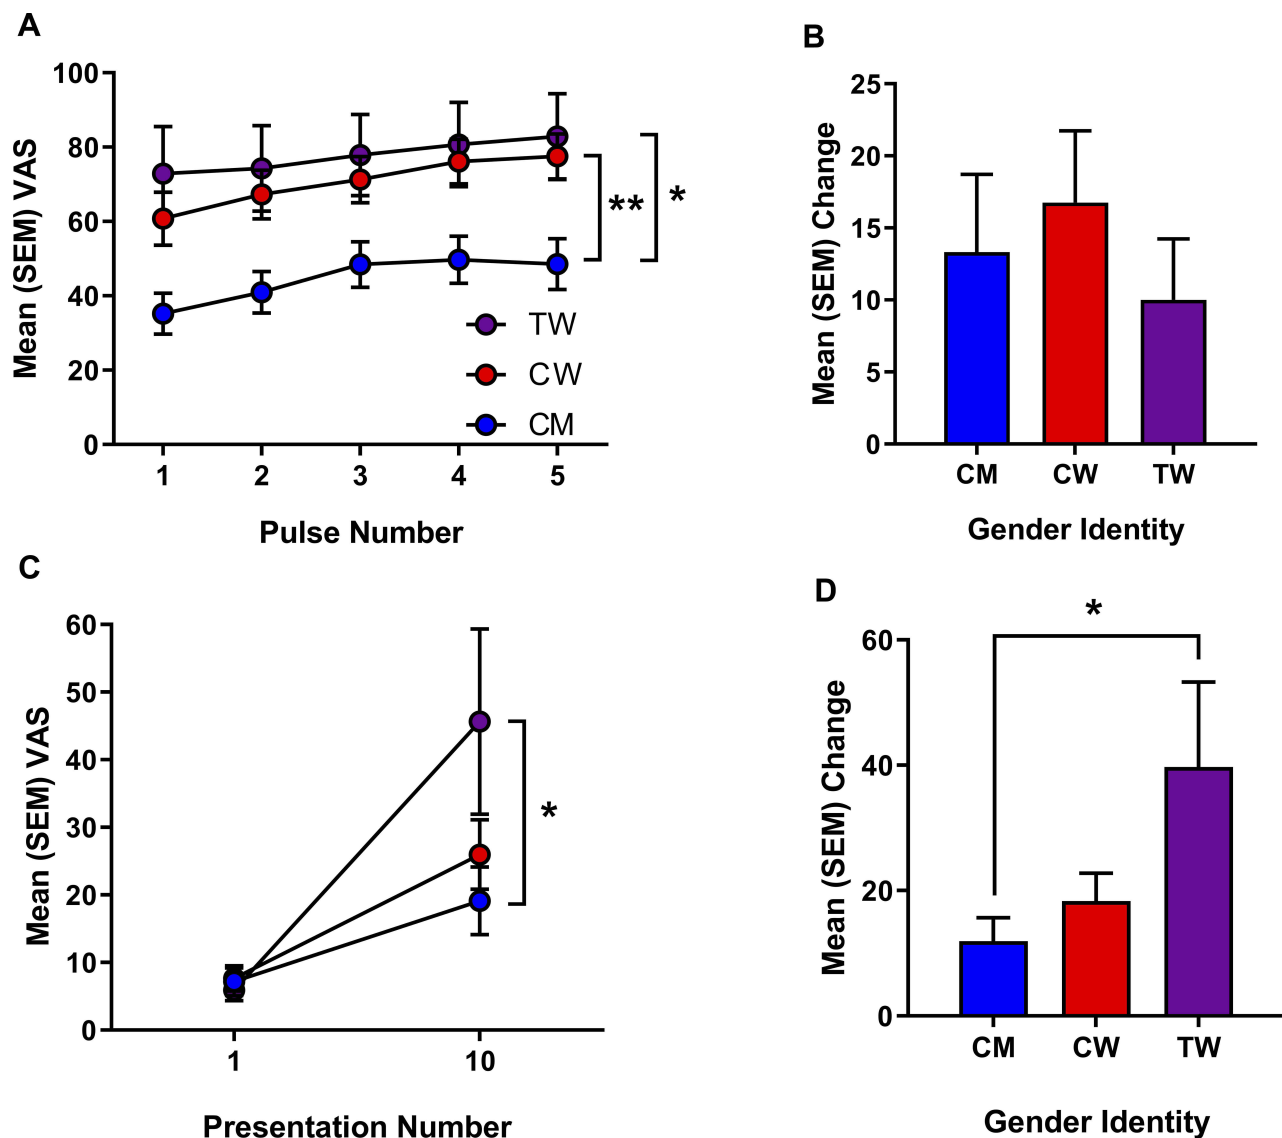 A
Mean (SEM) VAS
100
80
60
40
20
0
1 2 3 4 5
Pulse Number
TW
CW
CM
**
*
B
Mean (SEM) Change
25
20
15
10
5
0
CM CW TW
Gender Identity
C
Mean (SEM) VAS
60
50
40
30
20
10
0
1 10
Presentation Number
*
D
Mean (SEM) Change
60
40
20
0
CM CW TW
Gender Identity
*